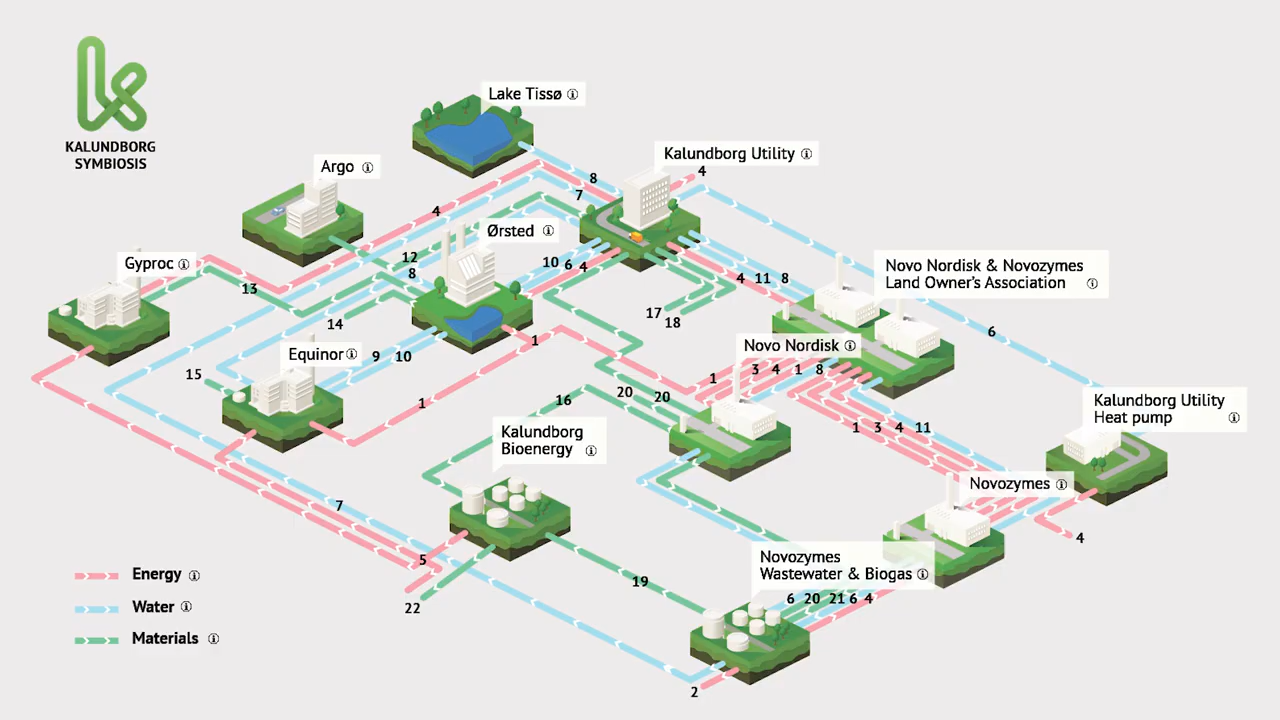 KALUNDBORG
SYMBIOSIS
Lake Tissø
Kalundborg Utility
4
8
Argo
7
4
Ørsted
Gyproc
12
8
10 6 4
13
4 11 8
Novo Nordisk & Novozymes
Land Owner's Association
17
18
14
6
1
Novo Nordisk
Equinor
9 10
15
1
3 4 1 8
20
20
16
1
Kalundborg Utility
Heat pump
1 3 4 11
Kalundborg
Bioenergy
Novozymes
7
4
5
Novozymes
Wastewater & Biogas
19
6 20 21 6 4
22
2
Energy
Water
Materials